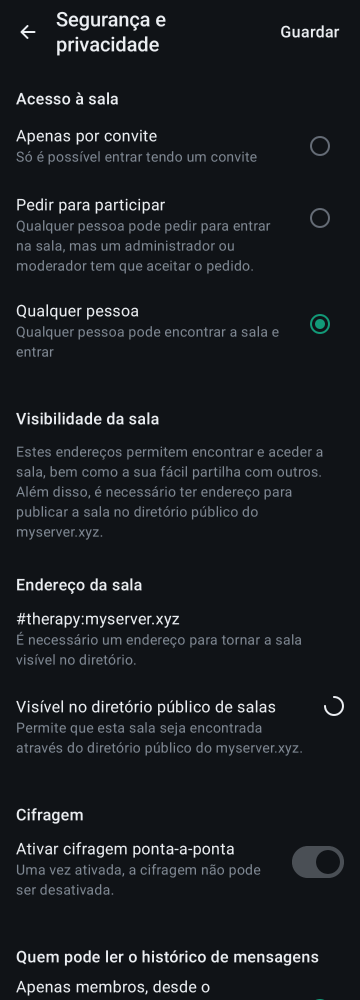 Segurança e
privacidade
Guardar
Acesso à sala
Apenas por convite
Só é possível entrar tendo um convite
Pedir para participar
Qualquer pessoa pode pedir para entrar
na sala, mas um administrador ou
moderador tem que aceitar o pedido.
Qualquer pessoa
Qualquer pessoa pode encontrar a sala e
entrar
Visibilidade da sala
Estes endereços permitem encontrar e aceder a
sala, bem como a sua fácil partilha com outros.
Além disso, é necessário ter endereço para
publicar a sala no diretório público do
myserver.xyz.
Endereço da sala
#therapy:myserver.xyz
É necessário um endereço para tornar a sala
visível no diretório.
Visível no diretório público de salas
Permite que esta sala seja encontrada
através do diretório público do myserver.xyz.
Cifragem
Ativar cifragem ponta-a-ponta
Uma vez ativada, a cifragem não pode
ser desativada.
Quem pode ler o histórico de mensagens
Apenas membros, desde o